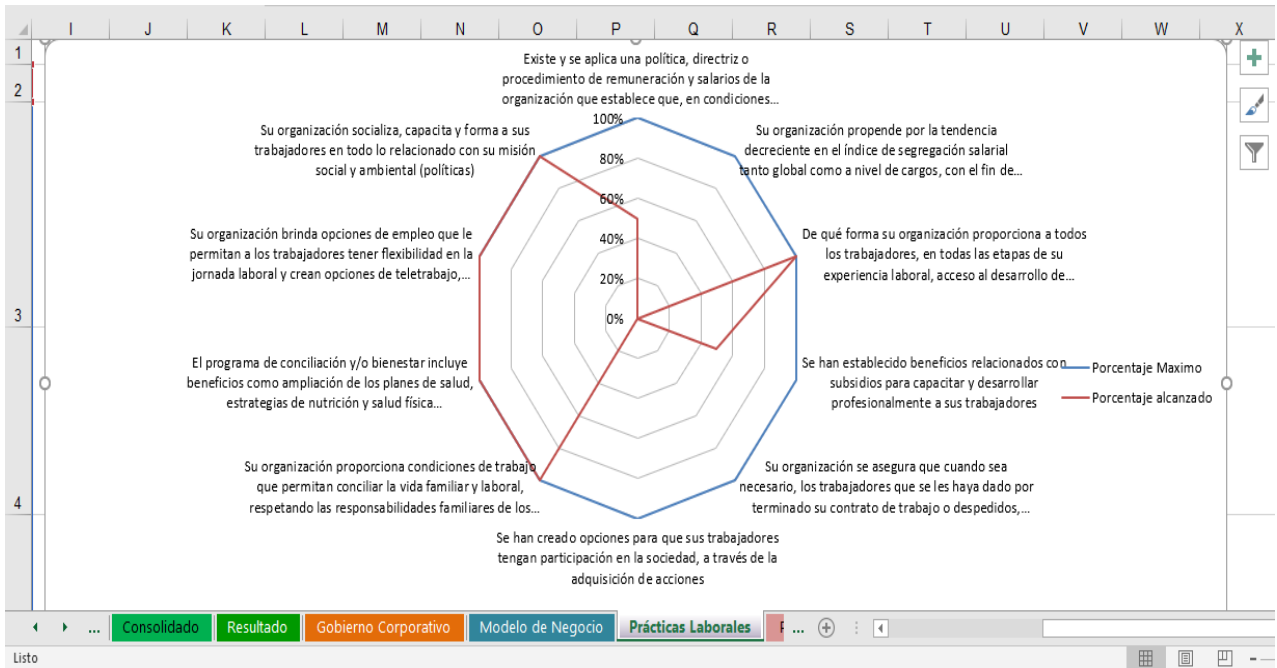 I J K L M N O P Q R S T U V W X
1
2
3
4
Existe y se aplica una política, directriz o
procedimiento de remuneración y salarios de la
organización que establece que, en condiciones...
100%
80%
60%
40%
20%
0%
Su organización propende por la tendencia
decreciente en el índice de segregación salarial
tanto global como a nivel de cargos, con el fin de...
De qué forma su organización proporciona a todos
los trabajadores, en todas las etapas de su
experiencia laboral, acceso al desarrollo de...
Se han establecido beneficios relacionados con
subsidios para capacitar y desarrollar
profesionalmente a sus trabajadores
Su organización se asegura que cuando sea
necesario, los trabajadores que se les haya dado por
terminado su contrato de trabajo o despedidos,...
Se han creado opciones para que sus trabajadores
tengan participación en la sociedad, a través de la
adquisición de acciones
Su organización proporciona condiciones de trabajo
que permitan conciliar la vida familiar y laboral,
respetando las responsabilidades familiares de los...
El programa de conciliación y/o bienestar incluye
beneficios como ampliación de los planes de salud,
estrategias de nutrición y salud física...
Su organización brinda opciones de empleo que le
permitan a los trabajadores tener flexibilidad en la
jornada laboral y crean opciones de teletrabajo,...
Su organización socializa, capacita y forma a sus
trabajadores en todo lo relacionado con su misión
social y ambiental (políticas)
Porcentaje Maximo
Porcentaje alcanzado
... Consolidado Resultado Gobierno Corporativo Modelo de Negocio Prácticas Laborales ...
Listo